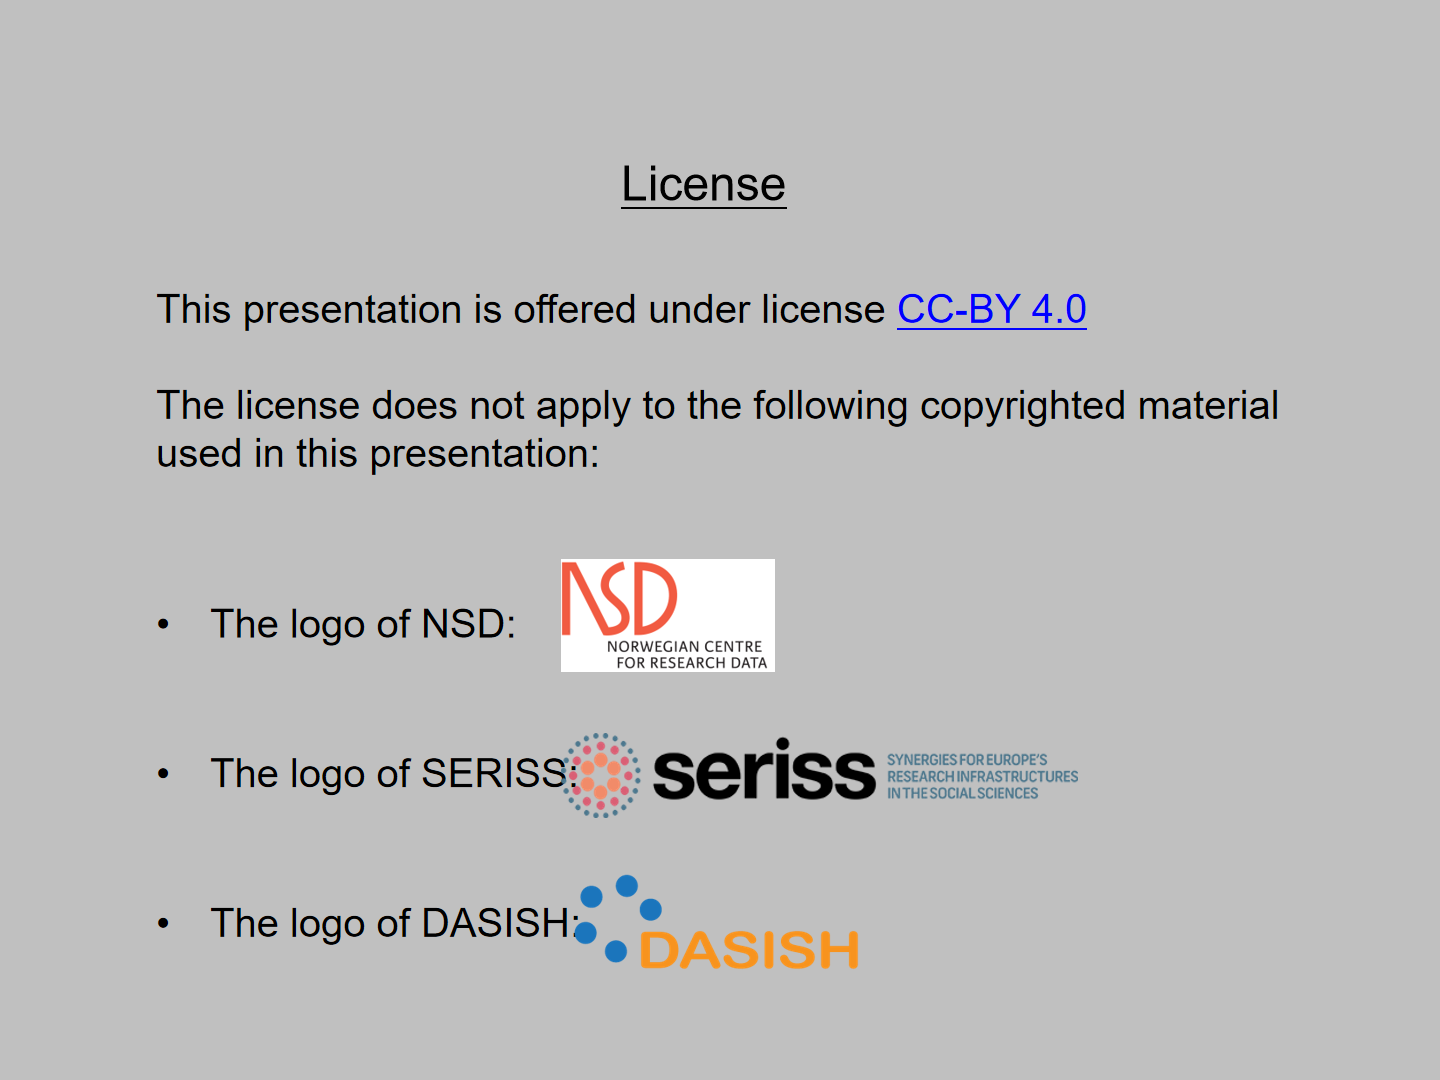 License
This presentation is offered under license CC-BY 4.0
The license does not apply to the following copyrighted material
used in this presentation:
• The logo of NSD:
NSD
NORWEGIAN CENTRE
FOR RESEARCH DATA
• The logo of SERISS:
seriss
SYNERGIES FOR EUROPE'S
RESEARCH INFRASTRUCTURES
IN THE SOCIAL SCIENCES
• The logo of DASISH:
DASISH